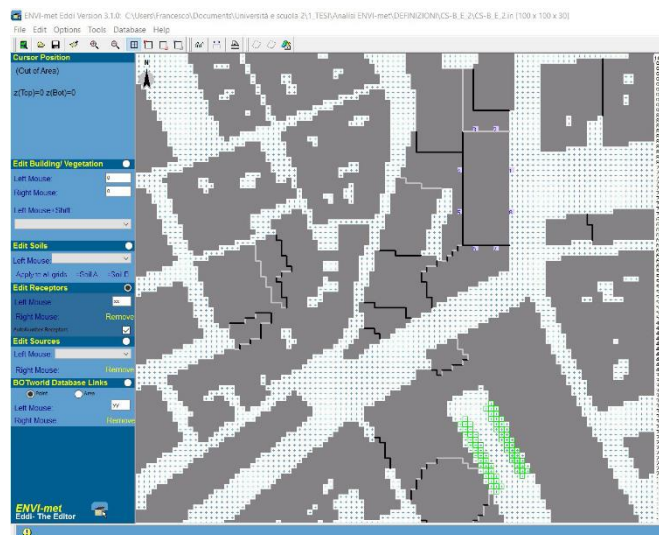 ENVI-met Eddi Version 3.1.0: C:\Users\Francesco\Documents\Università e scuola 2\1_TESI\Analisi ENVI-met\DEFINIZIONI\CS-B_E_2\CS-B_E_2.in (100 x 100 x 30)
File Edit Options Tools Database Help
Cursor Position
(Out of Area)
z(Top)=0 z(Bot)=0
Edit Building/ Vegetation
Left Mouse: 0
Right Mouse: 0
Left Mouse+Shift:
Edit Soils
Left Mouse:
Apply to all grids
Edit Receptors
Left Mouse: xx
Right Mouse: Remove
Edit Sources
Left Mouse:
Right Mouse: Remove
BOTworld Database Links
Point Area
Left Mouse: yy
Right Mouse: Remove
ENVI-met
Eddi- The Editor
N